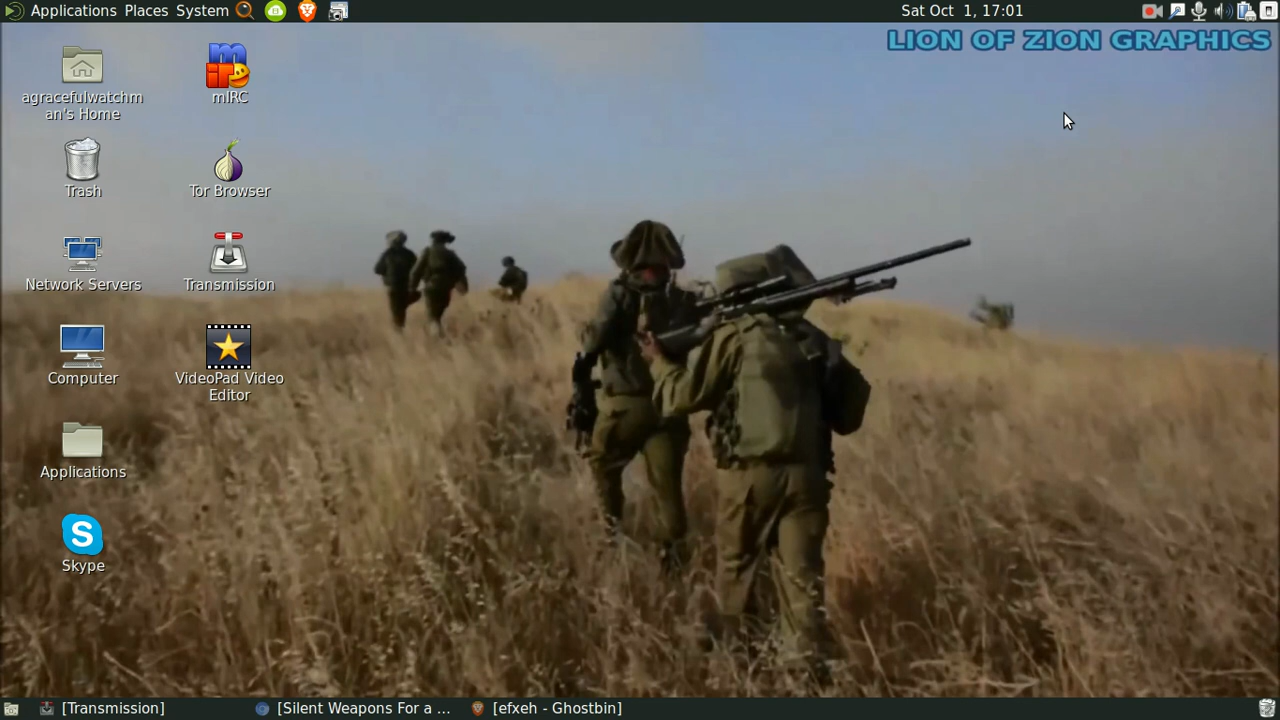 Applications Places System
Sat Oct 1, 17:01
LION OF ZION GRAPHICS
agracefulwatchm
an's Home
mIRC
Trash
Tor Browser
Network Servers
Transmission
Computer
VideoPad Video
Editor
Applications
Skype
[Transmission]
[Silent Weapons For a ...
[efxeh - Ghostbin]